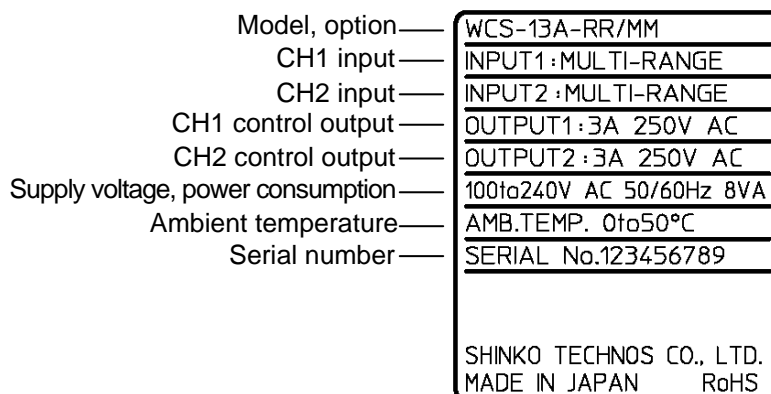 Model, option WCS-13A-RR/MM
CH1 input INPUT1:MULTI-RANGE
CH2 input INPUT2:MULTI-RANGE
CH1 control output OUTPUT1:3A 250V AC
CH2 control output OUTPUT2:3A 250V AC
Supply voltage, power consumption 100to240V AC 50/60Hz 8VA
Ambient temperature AMB.TEMP. 0to50°C
Serial number SERIAL No.123456789
SHINKO TECHNOS CO., LTD.
MADE IN JAPAN RoHS